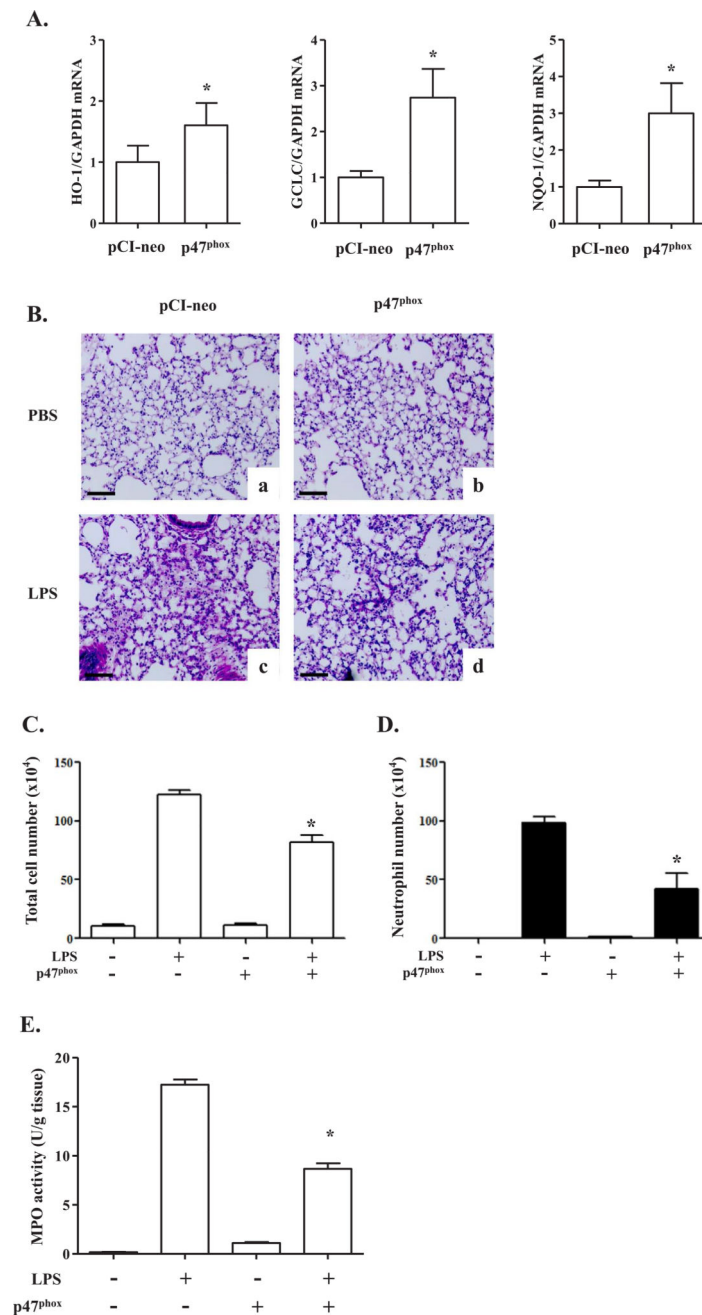 A.
HO-1/GAPDH mRNA
3
2
1
0
pCI-neo p47phox
*
GCLC/GAPDH mRNA
4
3
2
1
0
pCI-neo p47phox
*
NQO-1/GAPDH mRNA
5
4
3
2
1
0
pCI-neo p47phox
*
B.
pCI-neo p47phox
PBS
a
b
LPS
c
d
C.
Total cell number (x10⁴)
150
100
50
0
*
LPS - + - +
p47phox - - + +
D.
Neutrophil number (x10⁴)
150
100
50
0
*
LPS - + - +
p47phox - - + +
E.
MPO activity (U/g tissue)
20
15
10
5
0
*
LPS - + - +
p47phox - - + +